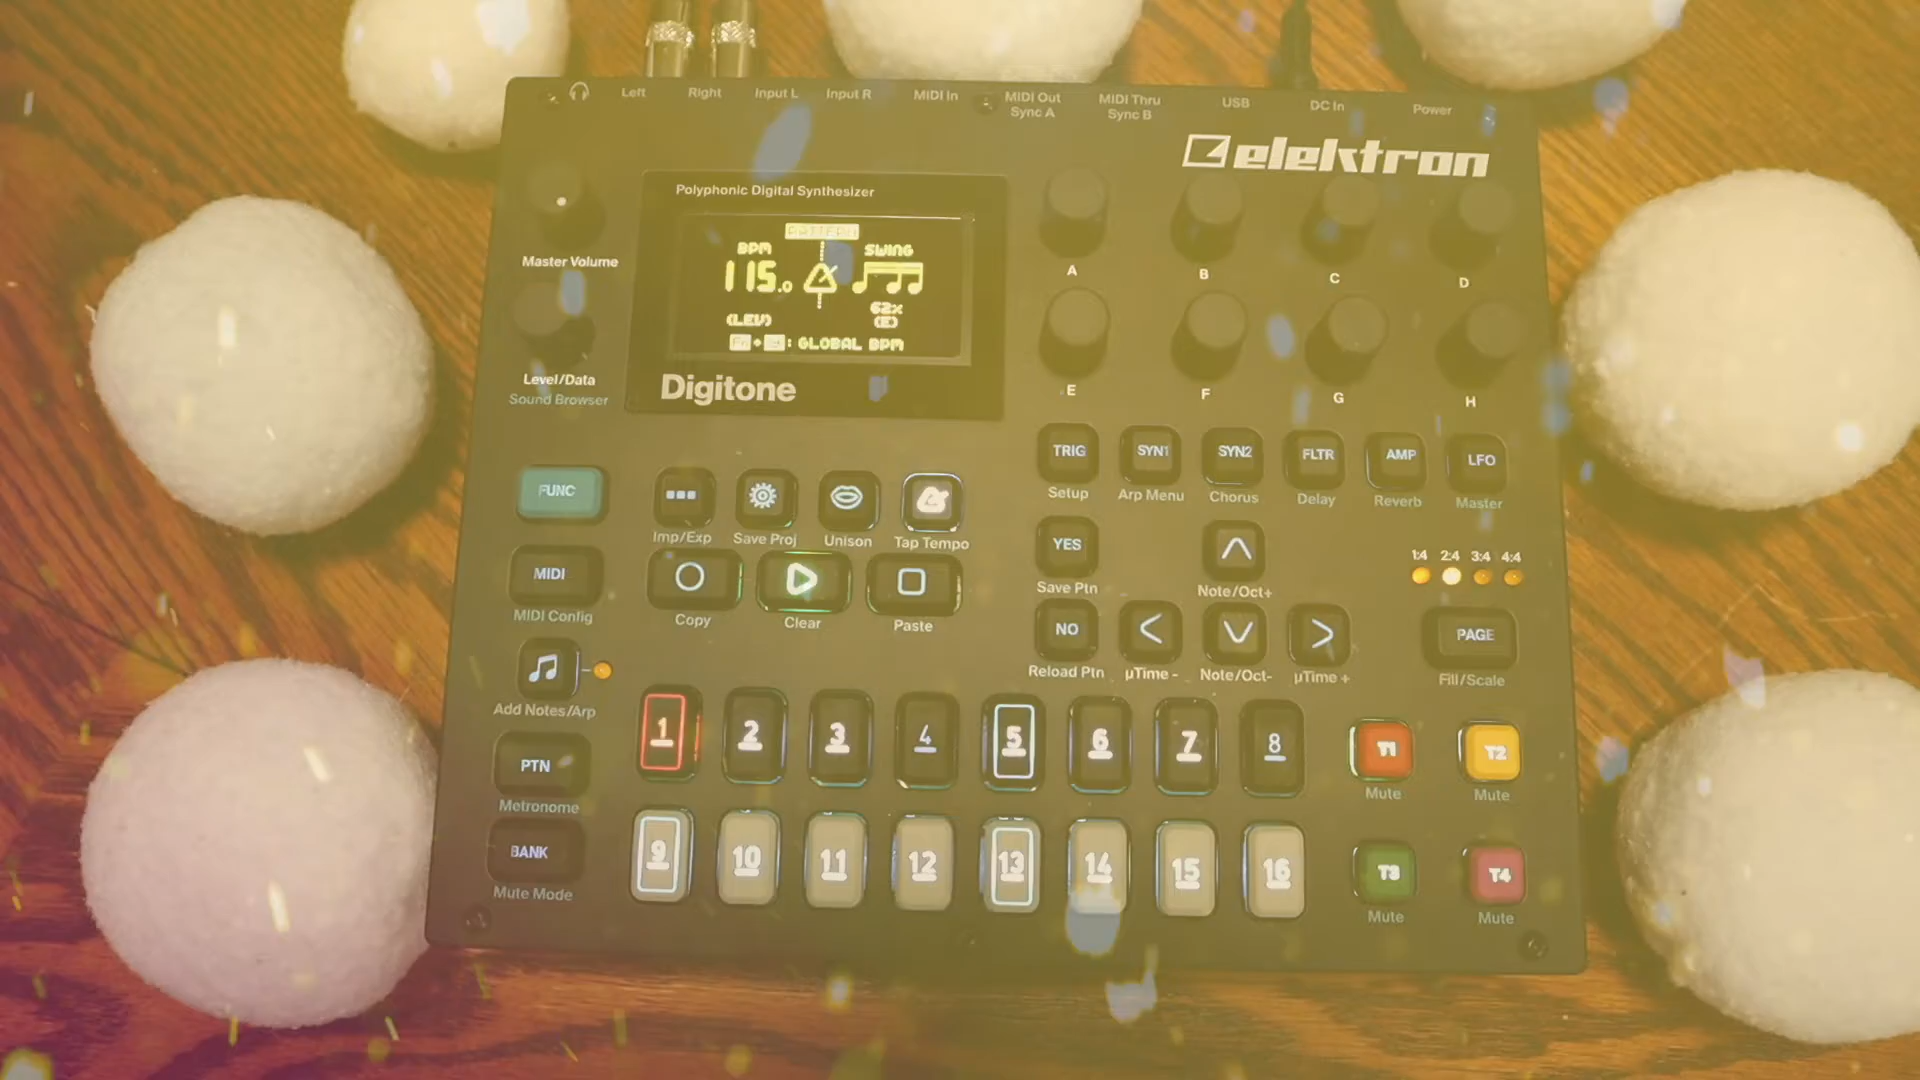 Left Right Input L Input R MIDI In MIDI Out MIDI Thru USB DC In Power
Sync A Sync B
elektron
Polyphonic Digital Synthesizer
PATTERN
BPM SWING
115.0
62%
(LEV) (E)
: GLOBAL BPM
Digitone
Master Volume
Level/Data
Sound Browser
A B C D
E F G H
TRIG SYN1 SYN2 FLTR AMP LFO
Setup Arp Menu Chorus Delay Reverb Master
FUNC
Imp/Exp Save Proj Unison Tap Tempo
YES
Save Ptn Note/Oct+
1:4 2:4 3:4 4:4
MIDI
MIDI Config
Copy Clear Paste
NO PAGE
Reload Ptn µTime - Note/Oct- µTime + Fill/Scale
Add Notes/Arp
PTN
Metronome
1 2 3 4 5 6 7 8 T1 T2
Mute Mute
BANK
Mute Mode
9 10 11 12 13 14 15 16 T3 T4
Mute Mute